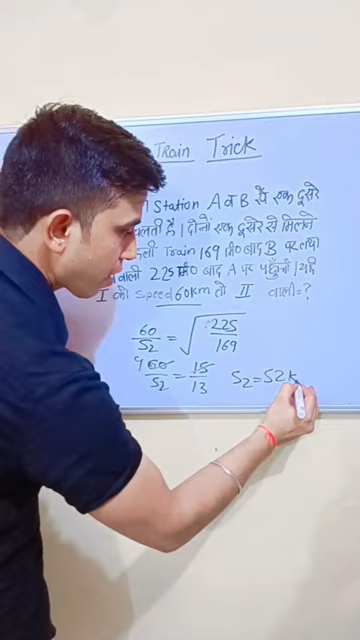 Train Trick
Station A व B से एक दूसरे
चलती हैं। दोनों एक दूसरे से मिलने
Train 169 मि० बाद B पर तथा
वाली 225 मि० बाद A पर पहुँची। यदि
I की speed 60km तो II वाली=?
60/S2 = √225/169
4 60/S2 = 15/13 S2=52k